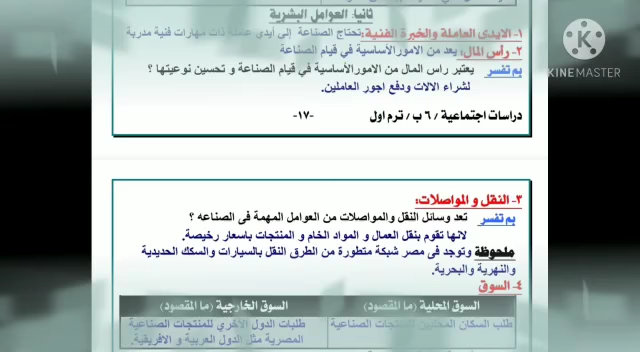 ثانيا: العوامل البشرية
١- الايدى العاملة والخبرة الفنية: تحتاج الصناعة إلى أيدى عاملة ذات مهارات فنية مدربة
٢- رأس المال: يعد من الامورالأساسية في قيام الصناعة
بم تفسر يعتبر راس المال من الامورالأساسية في قيام الصناعة و تحسين نوعيتها ؟
لشراء الالات ودفع اجور العاملين.
دراسات اجتماعية / ٦ ب / ترم اول -١٧-
KINEMASTER
٣- النقل و المواصلات:
بم تفسر تعد وسائل النقل والمواصلات من العوامل المهمة فى الصناعه ؟
لانها تقوم بنقل العمال و المواد الخام و المنتجات باسعار رخيصة.
ملحوظة وتوجد فى مصر شبكة متطورة من الطرق النقل بالسيارات والسكك الحديدية
والنهرية والبحرية.
٤- السوق
السوق المحلية (ما المقصود) السوق الخارجية (ما المقصود)
طلب السكان المحليين للمنتجات الصناعية طلبات الدول الاخري للمنتجات الصناعية
المصرية مثل الدول العربية و الافريقية.